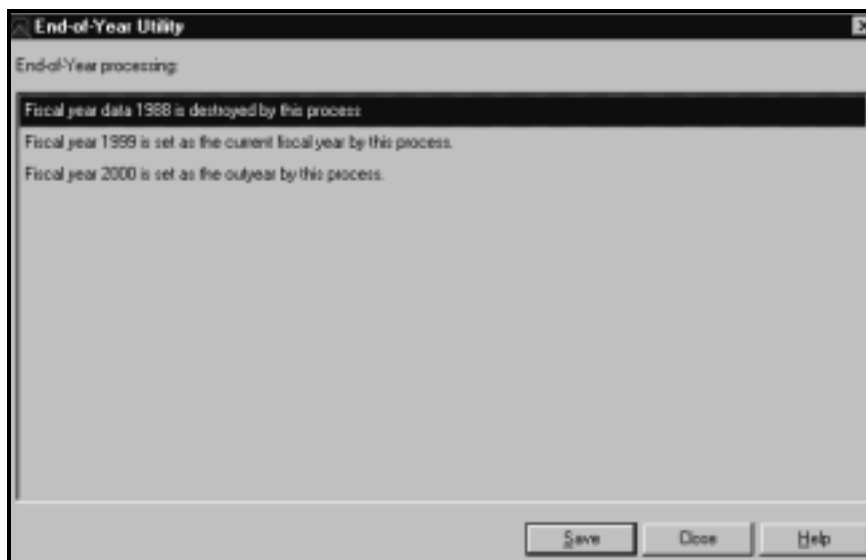 End-of-Year Utility
End-of-Year processing:
Fiscal year data 1988 is destroyed by this process
Fiscal year 1999 is set as the current fiscal year by this process.
Fiscal year 2000 is set as the outyear by this process.
Save Close Help